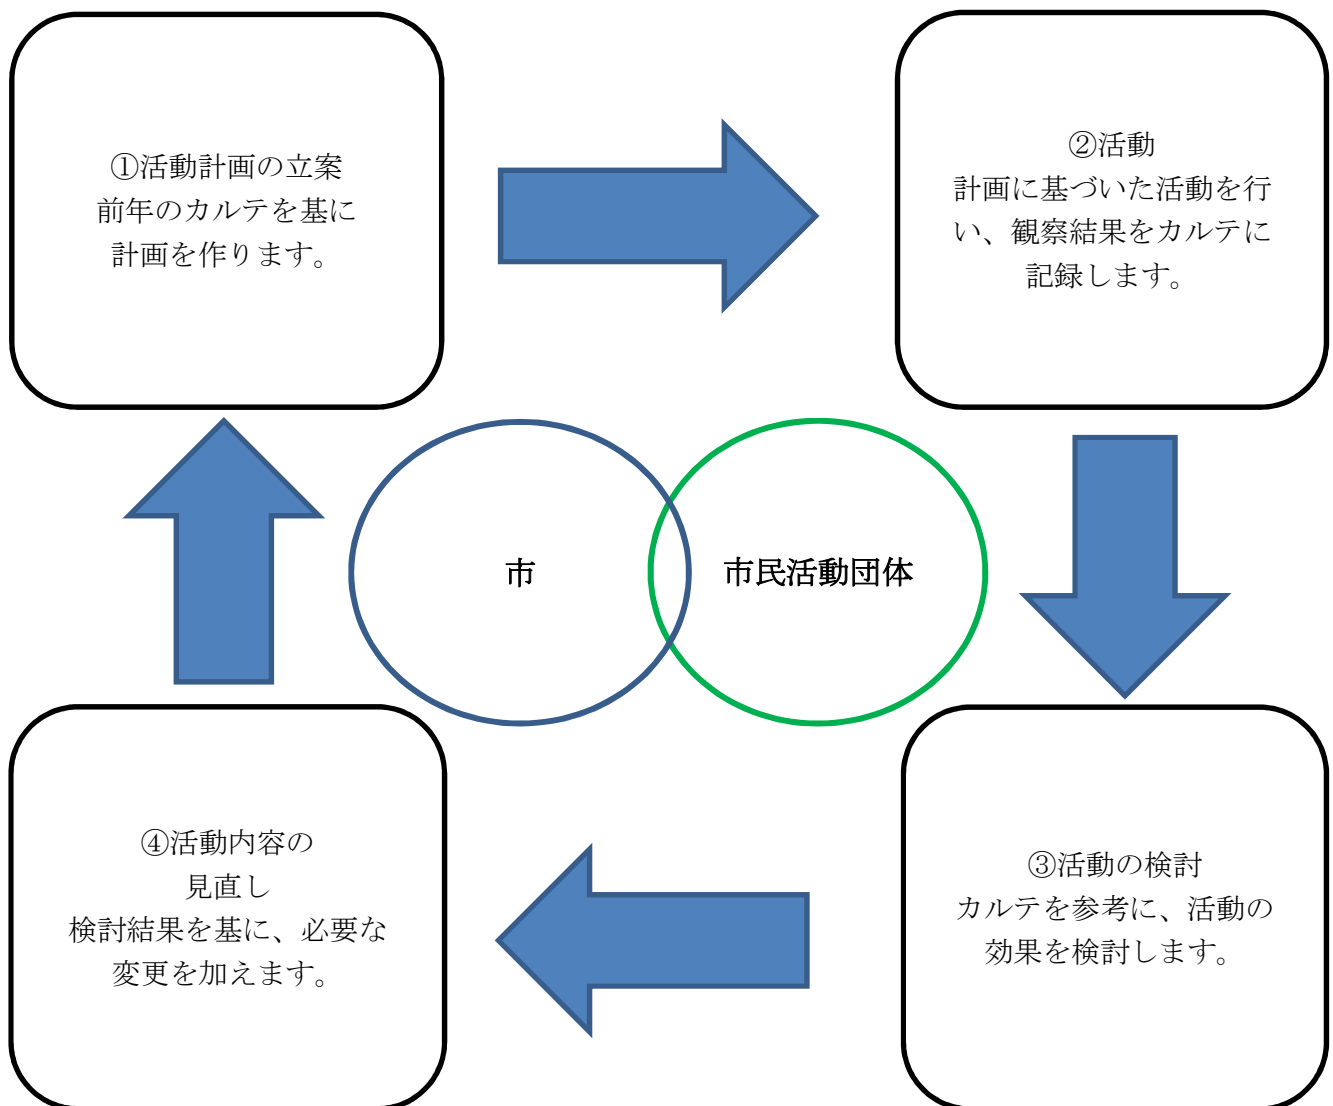 ①活動計画の立案
前年のカルテを基に
計画を作ります。
②活動
計画に基づいた活動を行
い、観察結果をカルテに
記録します。
市
市民活動団体
③活動の検討
カルテを参考に、活動の
効果を検討します。
④活動内容の
見直し
検討結果を基に、必要な
変更を加えます。